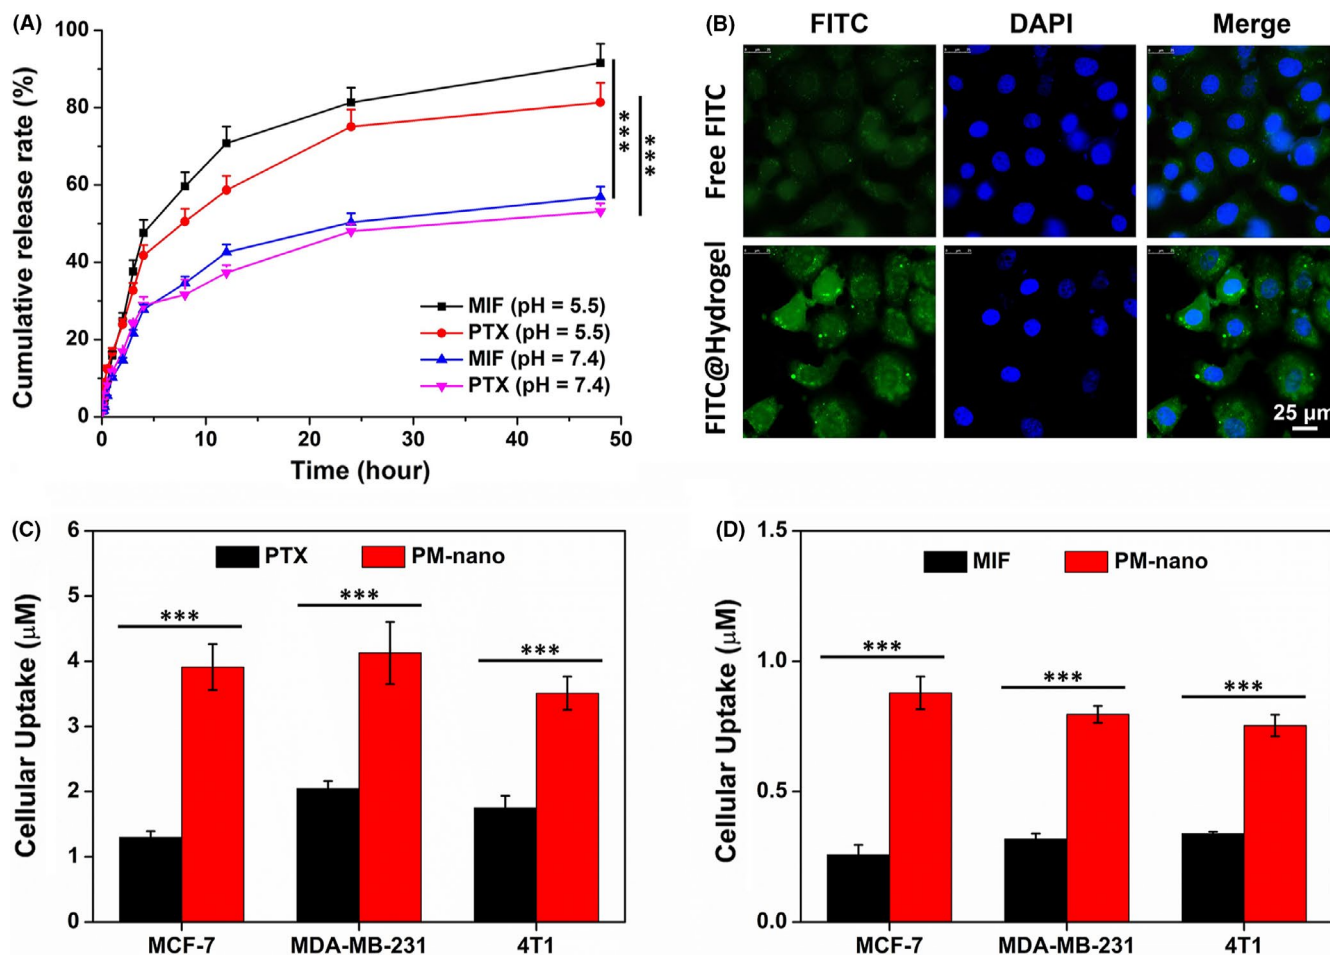 (A)
100
80
60
40
20
0
Cumulative release rate (%)
***
***
MIF (pH = 5.5)
PTX (pH = 5.5)
MIF (pH = 7.4)
PTX (pH = 7.4)
0 10 20 30 40 50
Time (hour)
(B)
FITC DAPI Merge
Free FITC
FITC@Hydrogel
25 μm
(C)
6
5
4
3
2
1
0
Cellular Uptake (μM)
PTX PM-nano
*** *** ***
MCF-7 MDA-MB-231 4T1
(D)
1.5
1.0
0.5
0.0
Cellular Uptake (μM)
MIF PM-nano
*** *** ***
MCF-7 MDA-MB-231 4T1